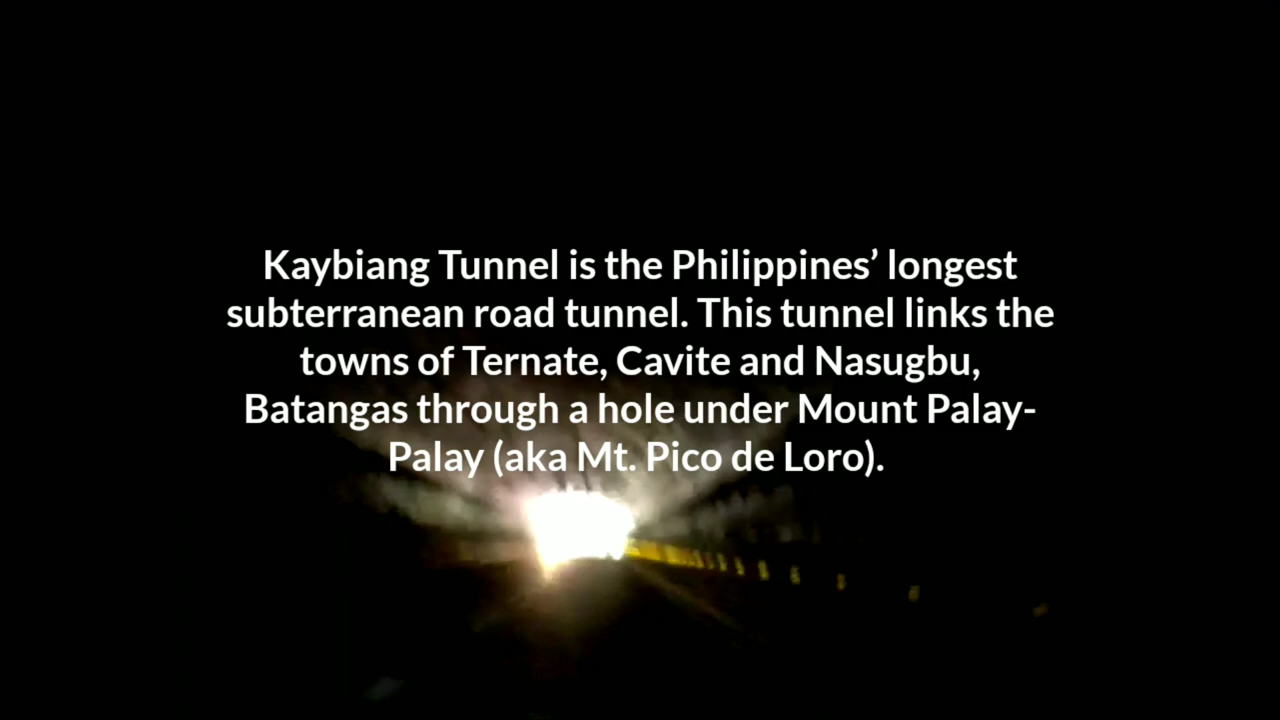 Kaybiang Tunnel is the Philippines’ longest
subterranean road tunnel. This tunnel links the
towns of Ternate, Cavite and Nasugbu,
Batangas through a hole under Mount Palay-
Palay (aka Mt. Pico de Loro).